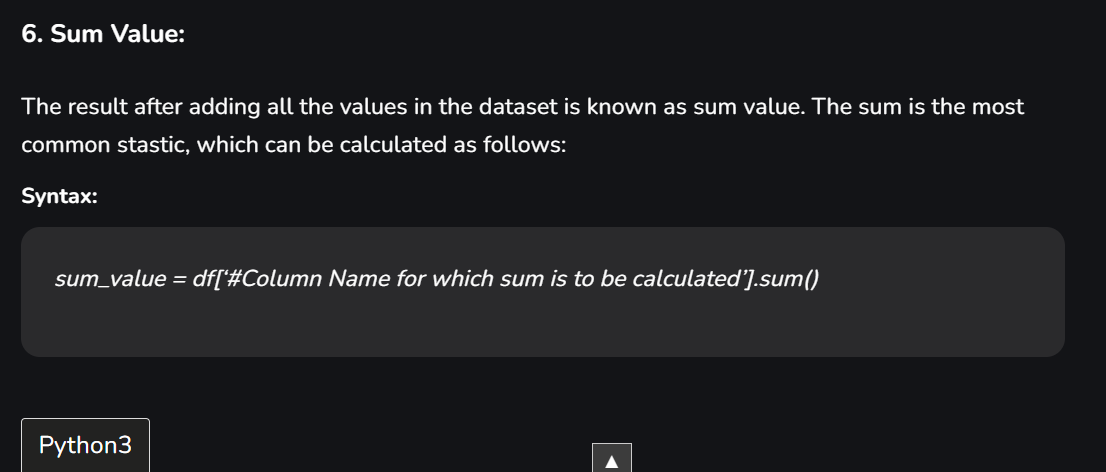 6. Sum Value:
The result after adding all the values in the dataset is known as sum value. The sum is the most
common stastic, which can be calculated as follows:
Syntax:
sum_value = df[‘#Column Name for which sum is to be calculated’].sum()
Python3
▲